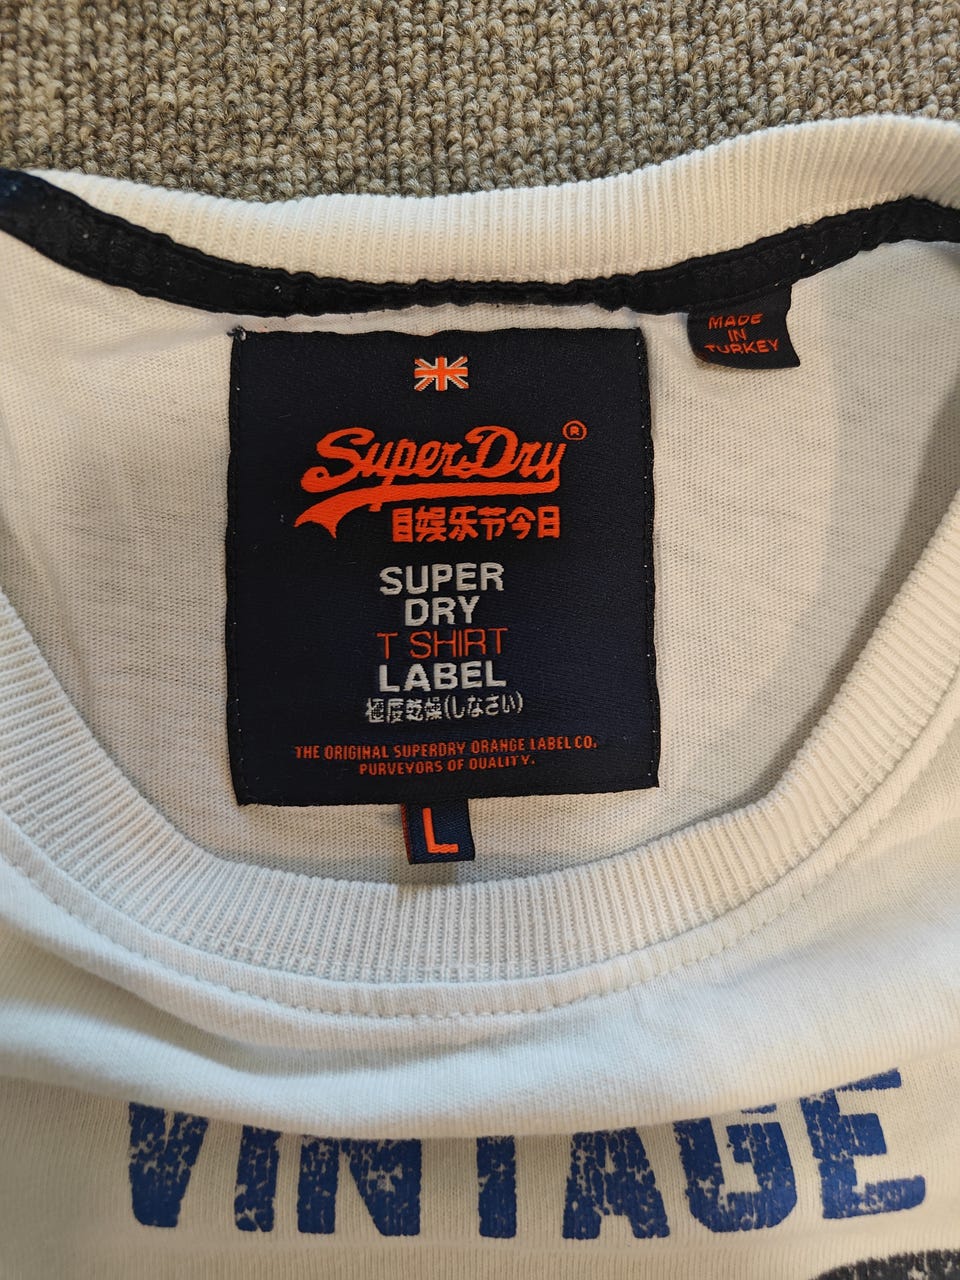 MADE
IN
TURKEY
SuperDry®
目娱乐节今日
SUPER
DRY
T SHIRT
LABEL
極度乾燥(しなさい)
THE ORIGINAL SUPERDRY ORANGE LABEL CO.
PURVEYORS OF QUALITY.
L
VINTAGE